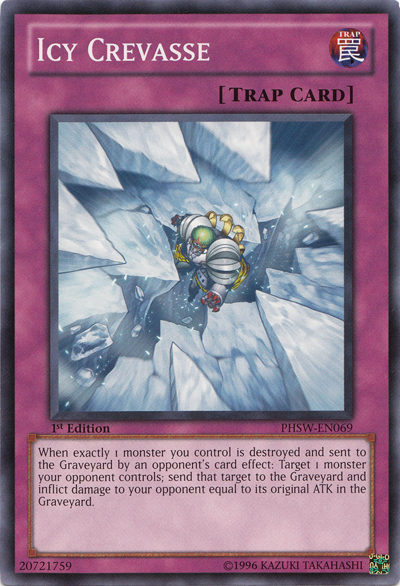 Icy Crevasse
TRAP
罠
[Trap Card]
1st Edition
PHSW-EN069
When exactly 1 monster you control is destroyed and sent to
the Graveyard by an opponent's card effect: Target 1 monster
your opponent controls; send that target to the Graveyard and
inflict damage to your opponent equal to its original ATK in the
Graveyard.
20721759
©1996 KAZUKI TAKAHASHI